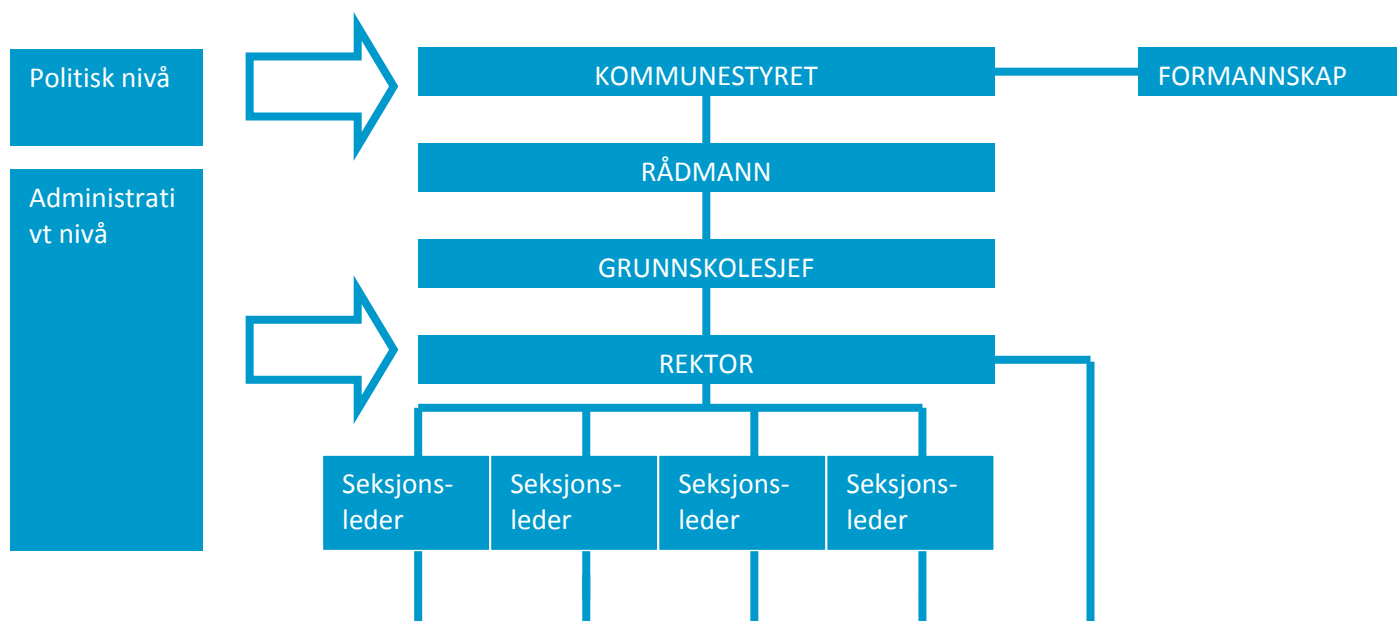 Politisk nivå
KOMMUNESTYRET
FORMANNSKAP
RÅDMANN
Administrati
vt nivå
GRUNNSKOLESJEF
REKTOR
Seksjons-
leder
Seksjons-
leder
Seksjons-
leder
Seksjons-
leder